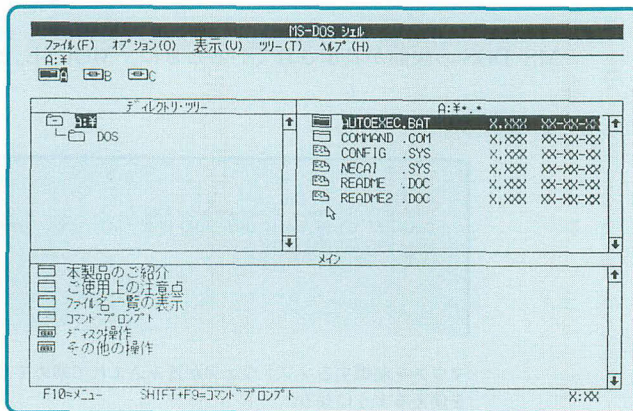 MS-DOS シェル
ファイル(F) オプション(O) 表示(V) ツリー(T) ヘルプ(H)
A:¥
A B C
ディレクトリ・ツリー
A:¥
DOS
A:¥*.*
AUTOEXEC.BAT X,XXX XX-XX-XX
COMMAND .COM X,XXX XX-XX-XX
CONFIG .SYS X,XXX XX-XX-XX
NECAI .SYS X,XXX XX-XX-XX
README .DOC X,XXX XX-XX-XX
README2 .DOC X,XXX XX-XX-XX
メイン
本製品のご紹介
ご使用上の注意点
ファイル名一覧の表示
コマンドプロンプト
ディスク操作
その他の操作
F10=メニュー SHIFT+F9=コマンドプロンプト X:XX